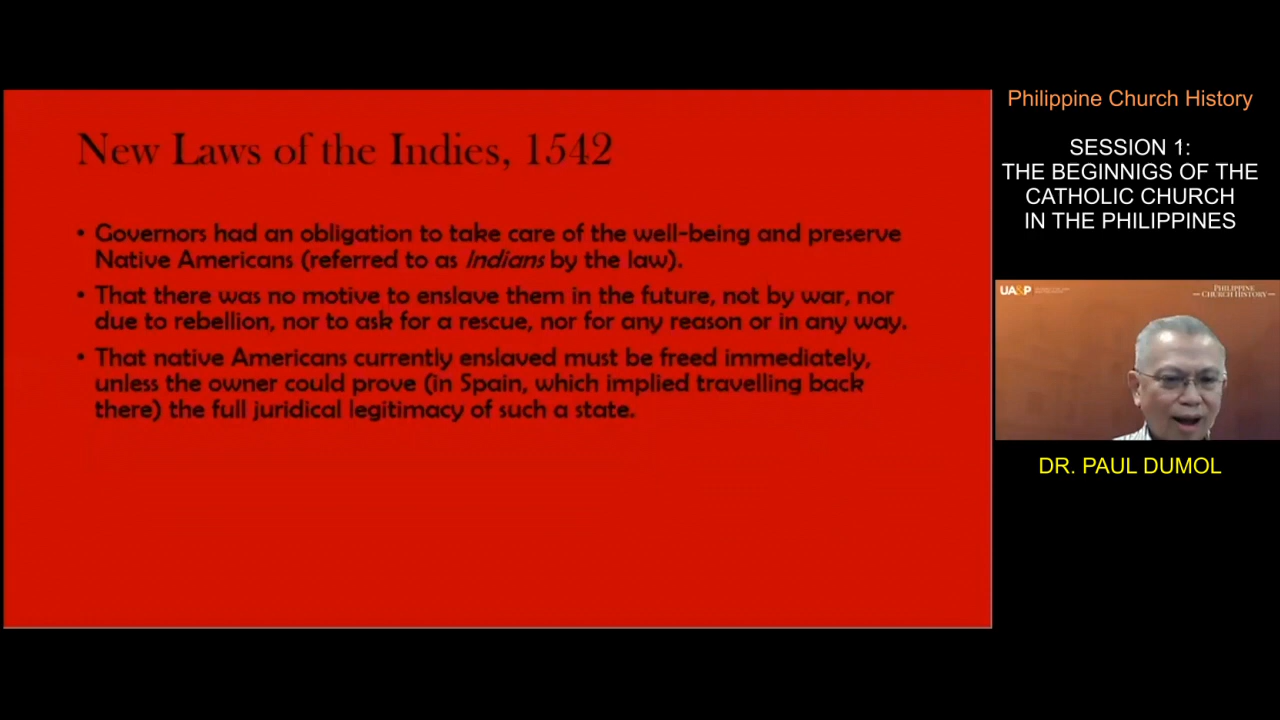 New Laws of the Indies, 1542
• Governors had an obligation to take care of the well-being and preserve
Native Americans (referred to as Indians by the law).
• That there was no motive to enslave them in the future, not by war, nor
due to rebellion, nor to ask for a rescue, nor for any reason or in any way.
• That native Americans currently enslaved must be freed immediately,
unless the owner could prove (in Spain, which implied travelling back
there) the full juridical legitimacy of such a state.
Philippine Church History
SESSION 1:
THE BEGINNIGS OF THE
CATHOLIC CHURCH
IN THE PHILIPPINES
UA&P
PHILIPPINE
CHURCH HISTORY
DR. PAUL DUMOL